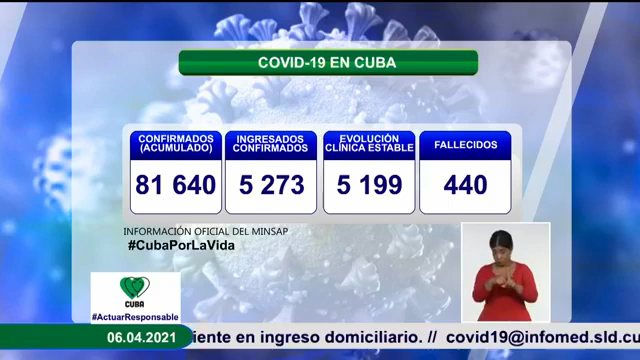 COVID-19 EN CUBA
CONFIRMADOS
(ACUMULADO)
81 640
INGRESADOS
CONFIRMADOS
5 273
EVOLUCIÓN
CLÍNICA ESTABLE
5 199
FALLECIDOS
440
INFORMACIÓN OFICIAL DEL MINSAP
#CubaPorLaVida
CUBA
#ActuarResponsable
06.04.2021 iente en ingreso domiciliario. // covid19@infomed.sld.cu